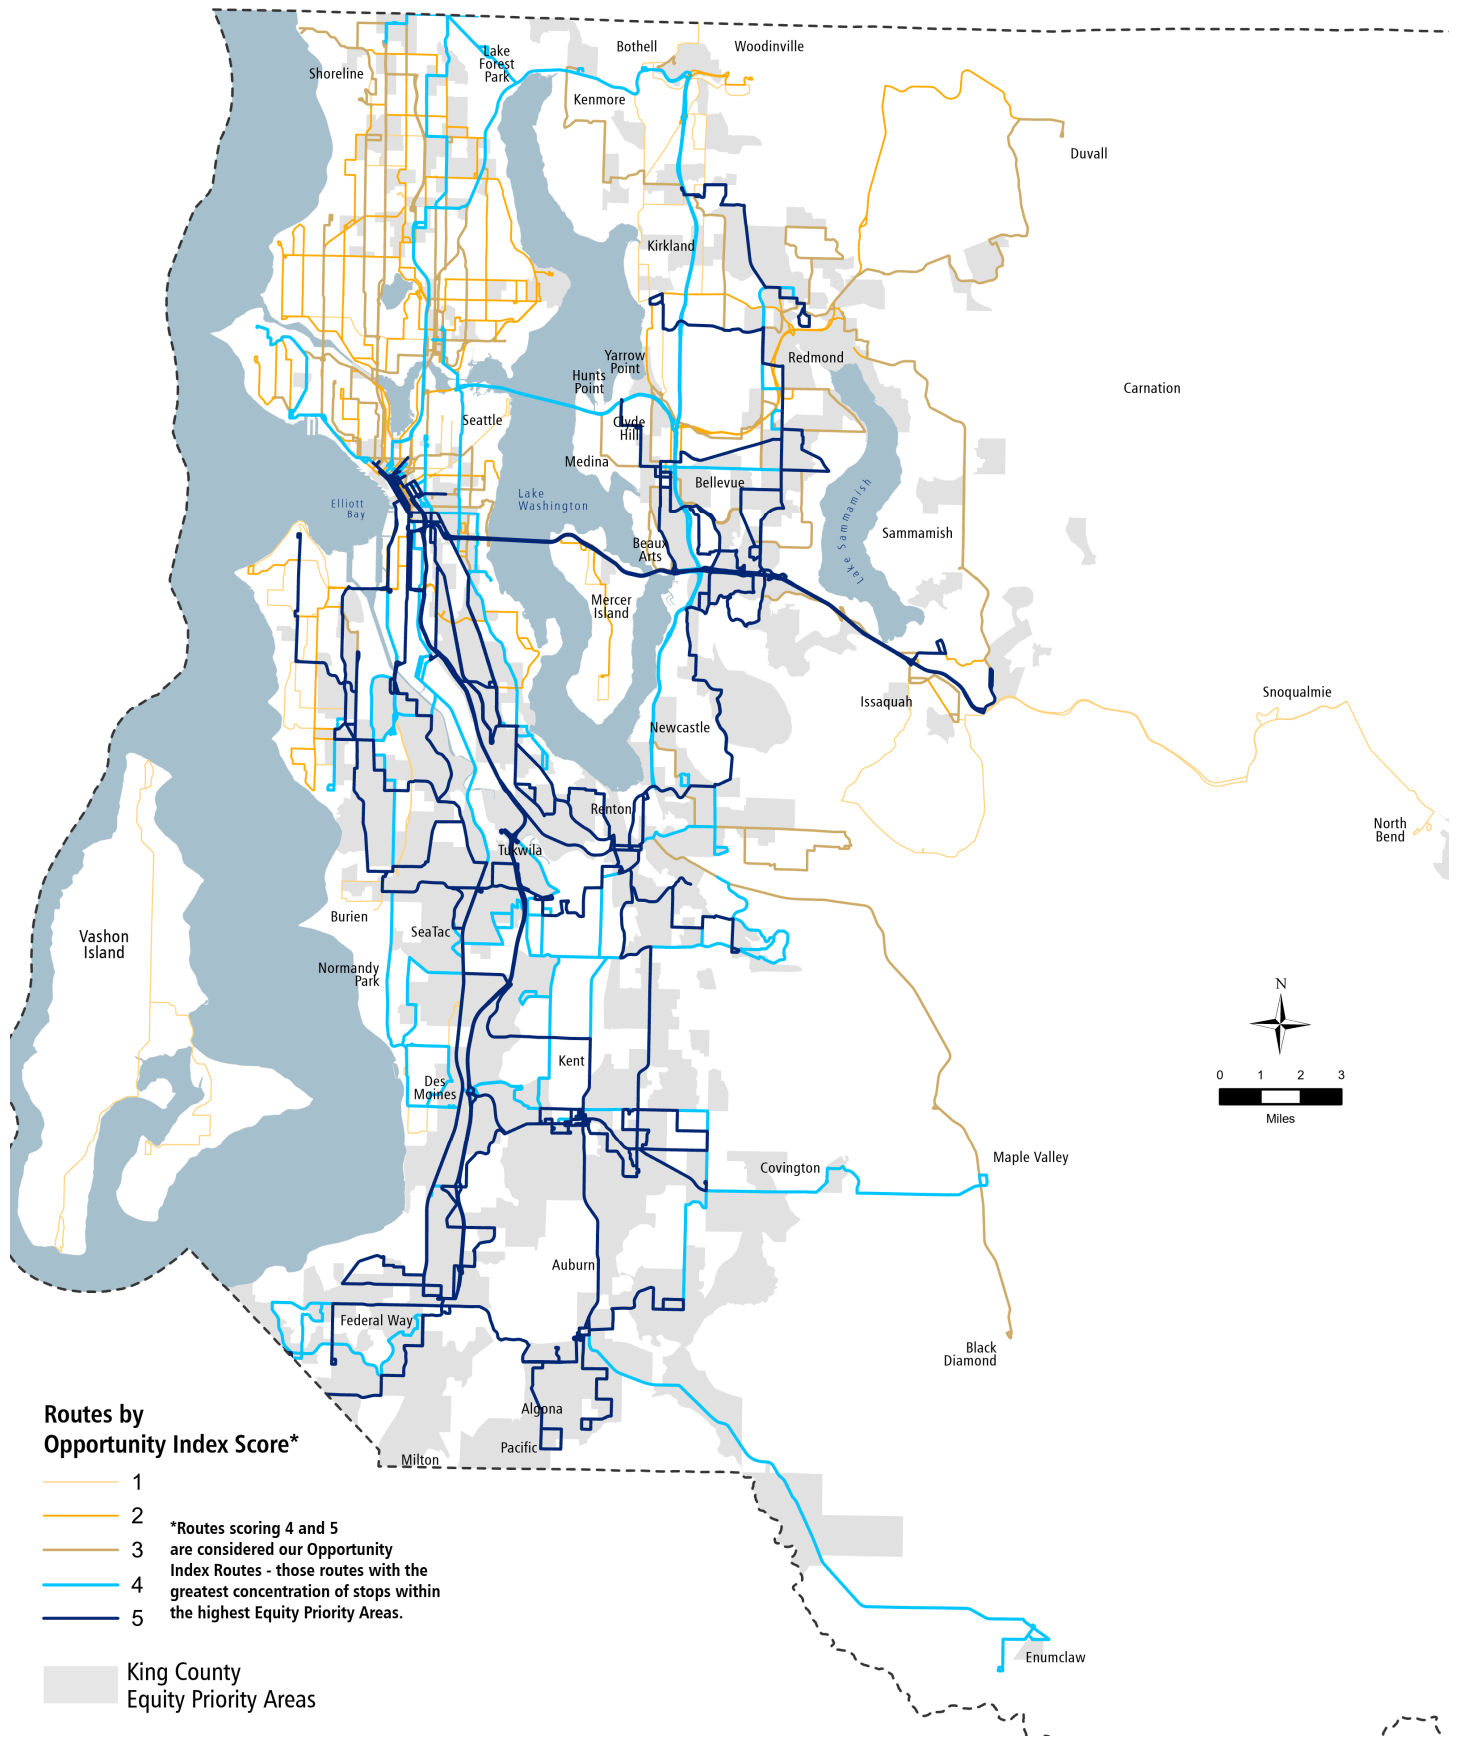 Bothell
Woodinville
Lake
Forest
Park
Shoreline
Kenmore
Duvall
Kirkland
Yarrow
Point
Redmond
Hunts
Point
Carnation
Seattle
Clyde
Hill
Medina
Bellevue
Lake
Washington
Elliott
Bay
Lake Sammamish
Sammamish
Beaux
Arts
Mercer
Island
Issaquah
Snoqualmie
Newcastle
Renton
North
Bend
Tukwila
Burien
SeaTac
Vashon
Island
Normandy
Park
N
Kent
0 1 2 3
Miles
Des
Moines
Covington
Maple Valley
Auburn
Federal Way
Black
Diamond
Algona
Pacific
Milton
Routes by
Opportunity Index Score*
1
2
3
4
5
*Routes scoring 4 and 5
are considered our Opportunity
Index Routes - those routes with the
greatest concentration of stops within
the highest Equity Priority Areas.
King County
Equity Priority Areas
Enumclaw